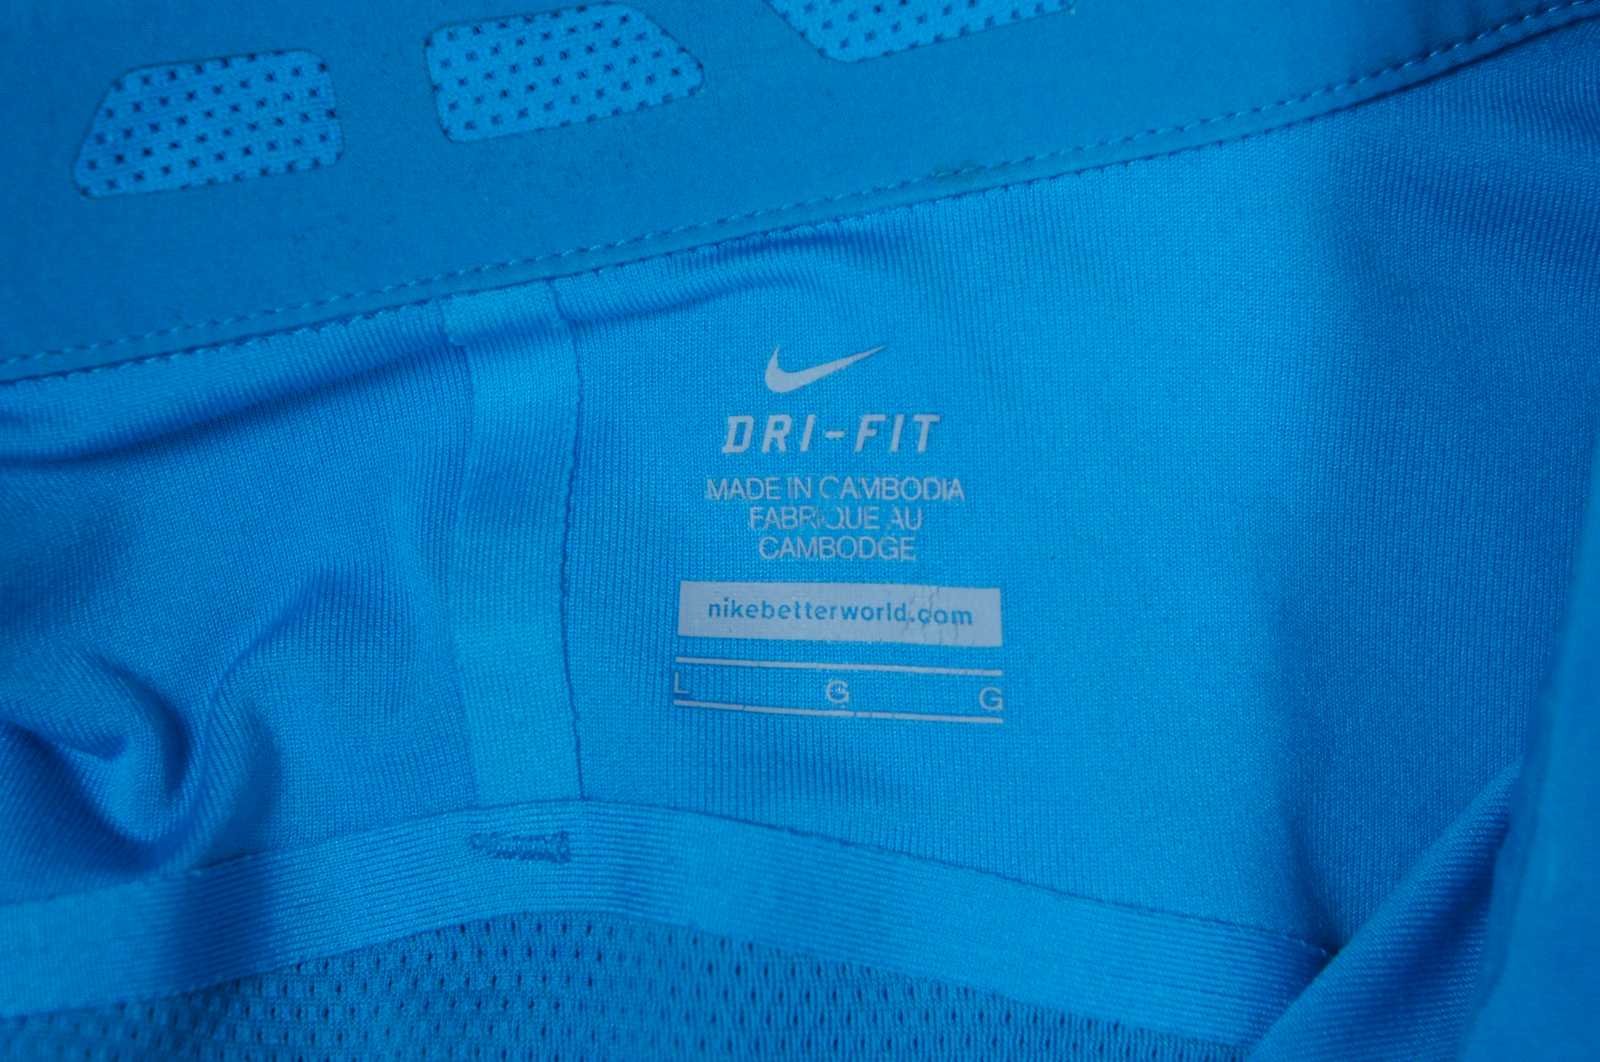 DRI-FIT
MADE IN CAMBODIA
FABRIQUE AU
CAMBODGE
nikebetterworld.com
L G G